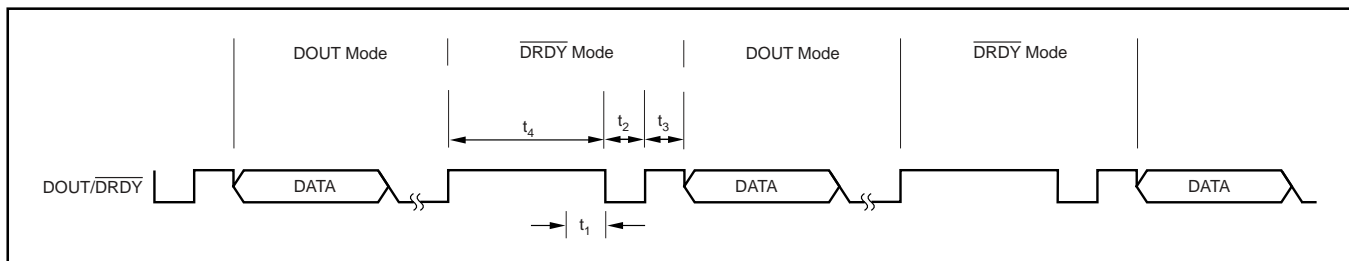 DOUT Mode DRDY Mode DOUT Mode DRDY Mode
t4 t2 t3
DOUT/DRDY DATA DATA DATA
t1